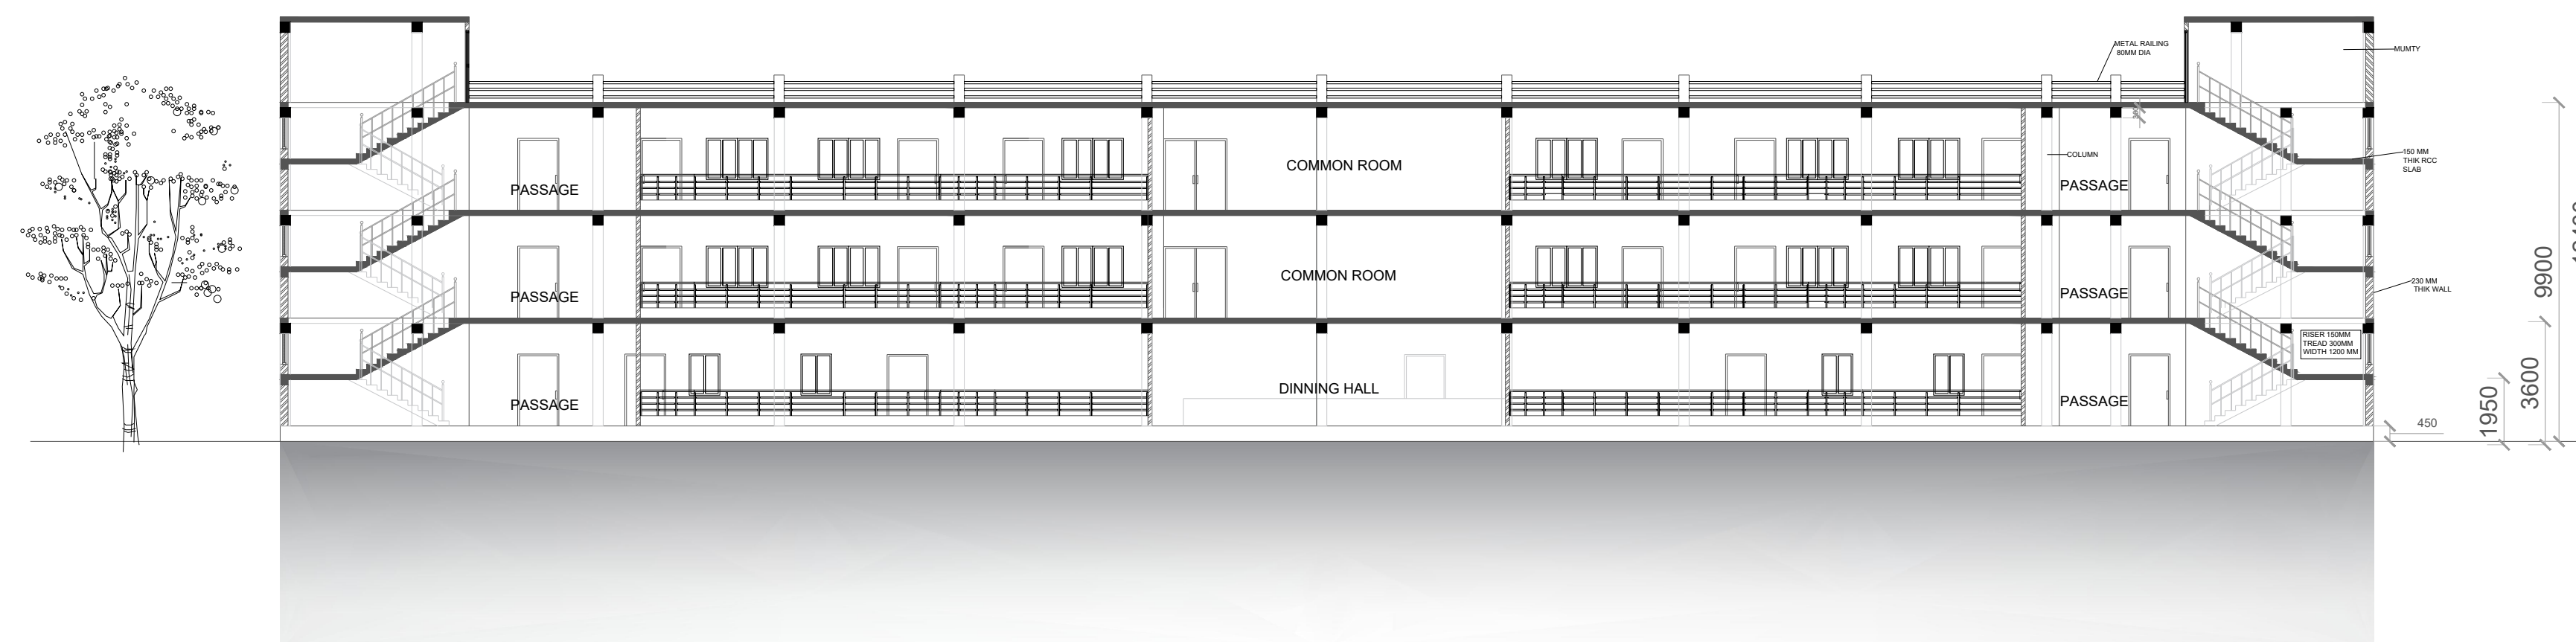 METAL RAILING
80MM DIA
MUMTY
COMMON ROOM
COLUMN
150 MM
THIK RCC
SLAB
PASSAGE
PASSAGE
COMMON ROOM
9900
230 MM
THIK WALL
PASSAGE
PASSAGE
RISER 150MM
TREAD 300MM
WIDTH 1200 MM
3600
DINNING HALL
1950
PASSAGE
PASSAGE
450